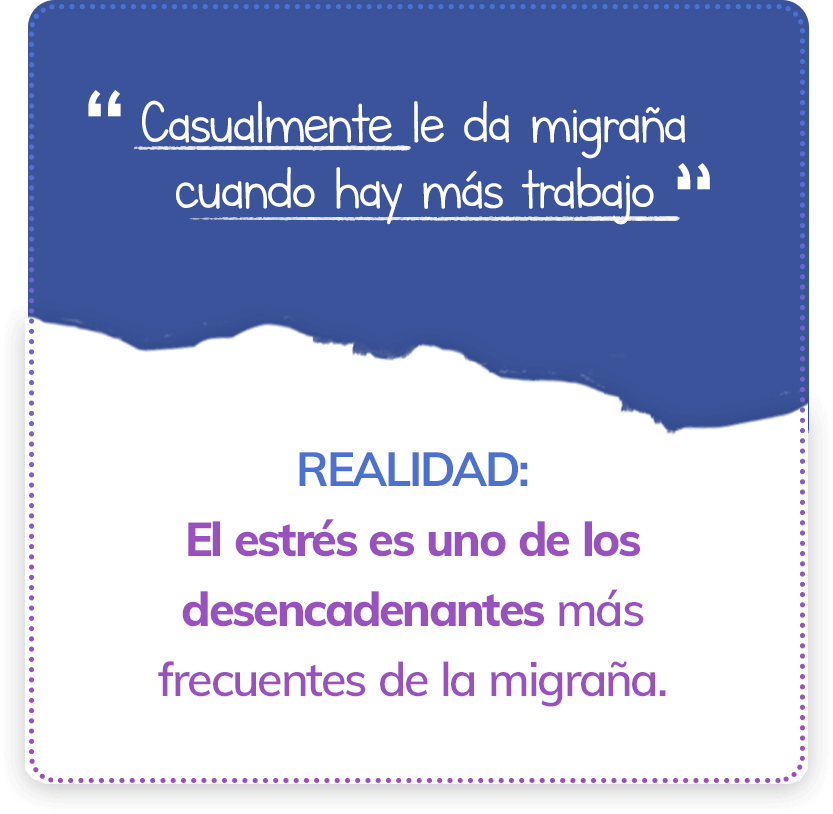 “ Casualmente le da migraña
cuando hay más trabajo ”
REALIDAD:
El estrés es uno de los
desencadenantes más
frecuentes de la migraña.